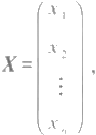 X = ( x₁
x₂
⋮
xₙ ) ,